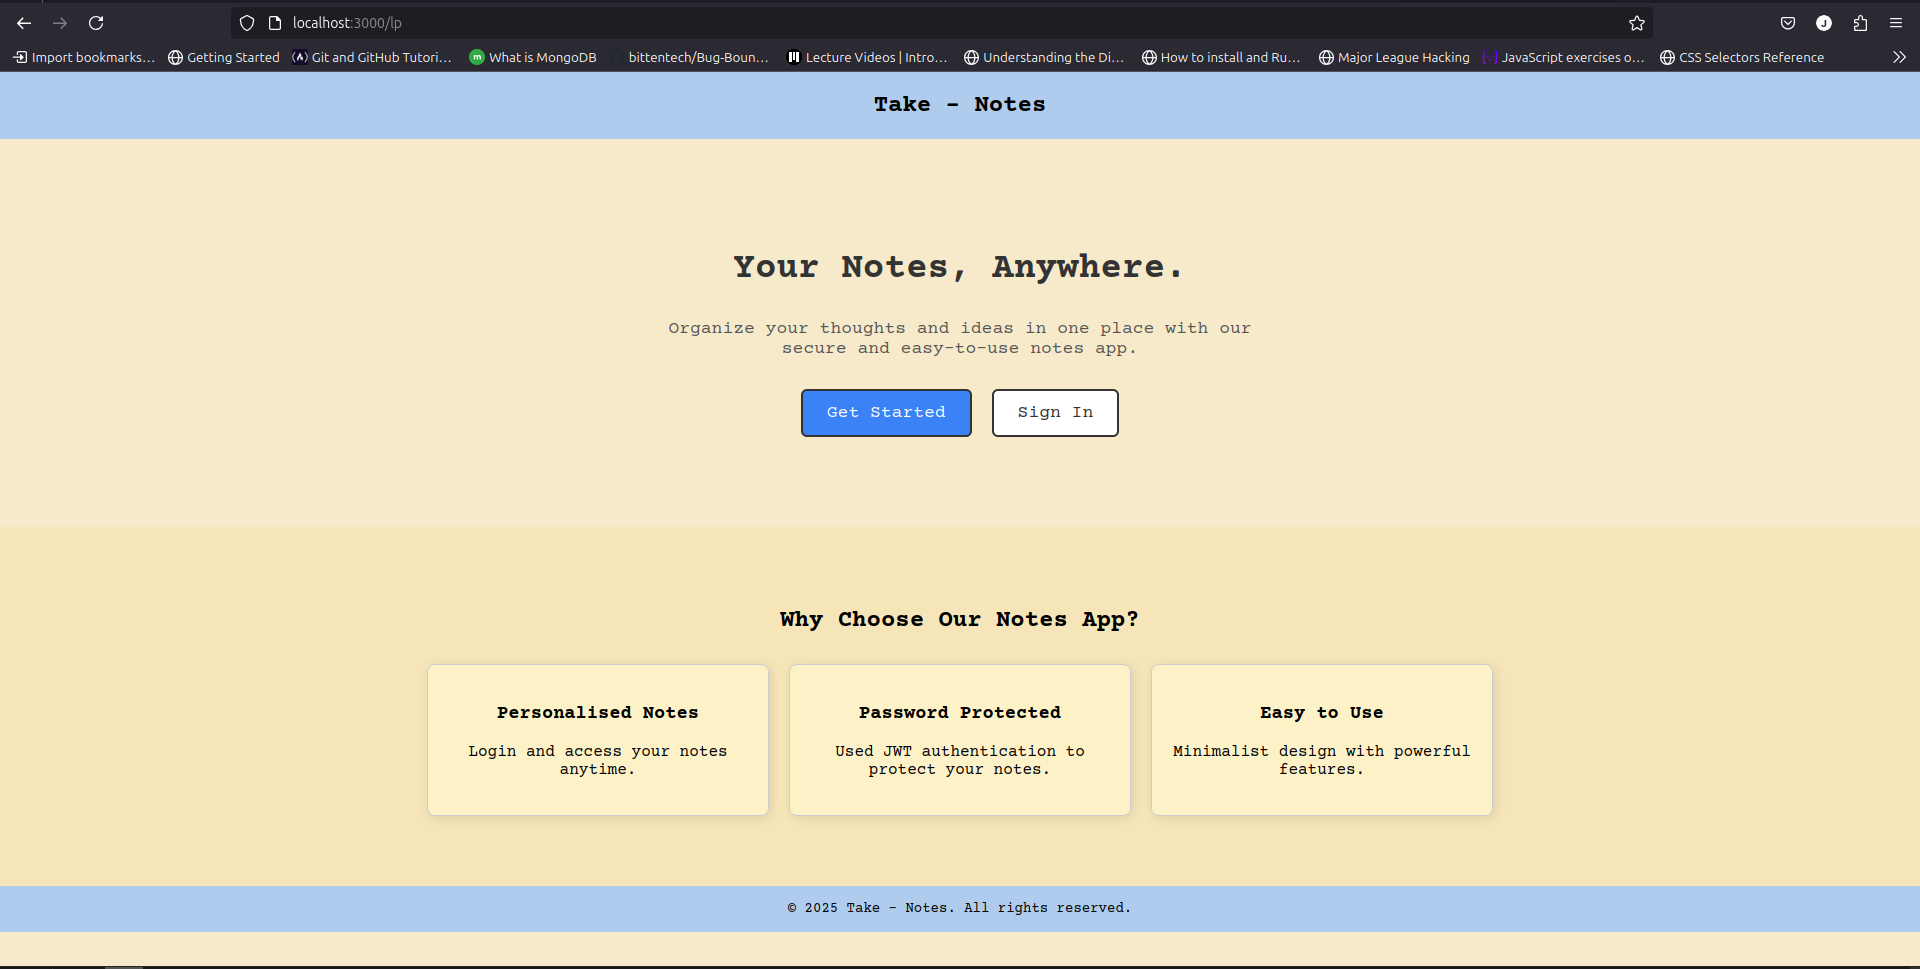 localhost:3000/lp
Import bookmarks… Getting Started Git and GitHub Tutori… What is MongoDB bittentech/Bug-Boun… Lecture Videos | Intro… Understanding the Di… How to install and Ru… Major League Hacking JavaScript exercises o… CSS Selectors Reference
Take - Notes
Your Notes, Anywhere.
Organize your thoughts and ideas in one place with our
secure and easy-to-use notes app.
Get Started Sign In
Why Choose Our Notes App?
Personalised Notes
Login and access your notes
anytime.
Password Protected
Used JWT authentication to
protect your notes.
Easy to Use
Minimalist design with powerful
features.
© 2025 Take - Notes. All rights reserved.